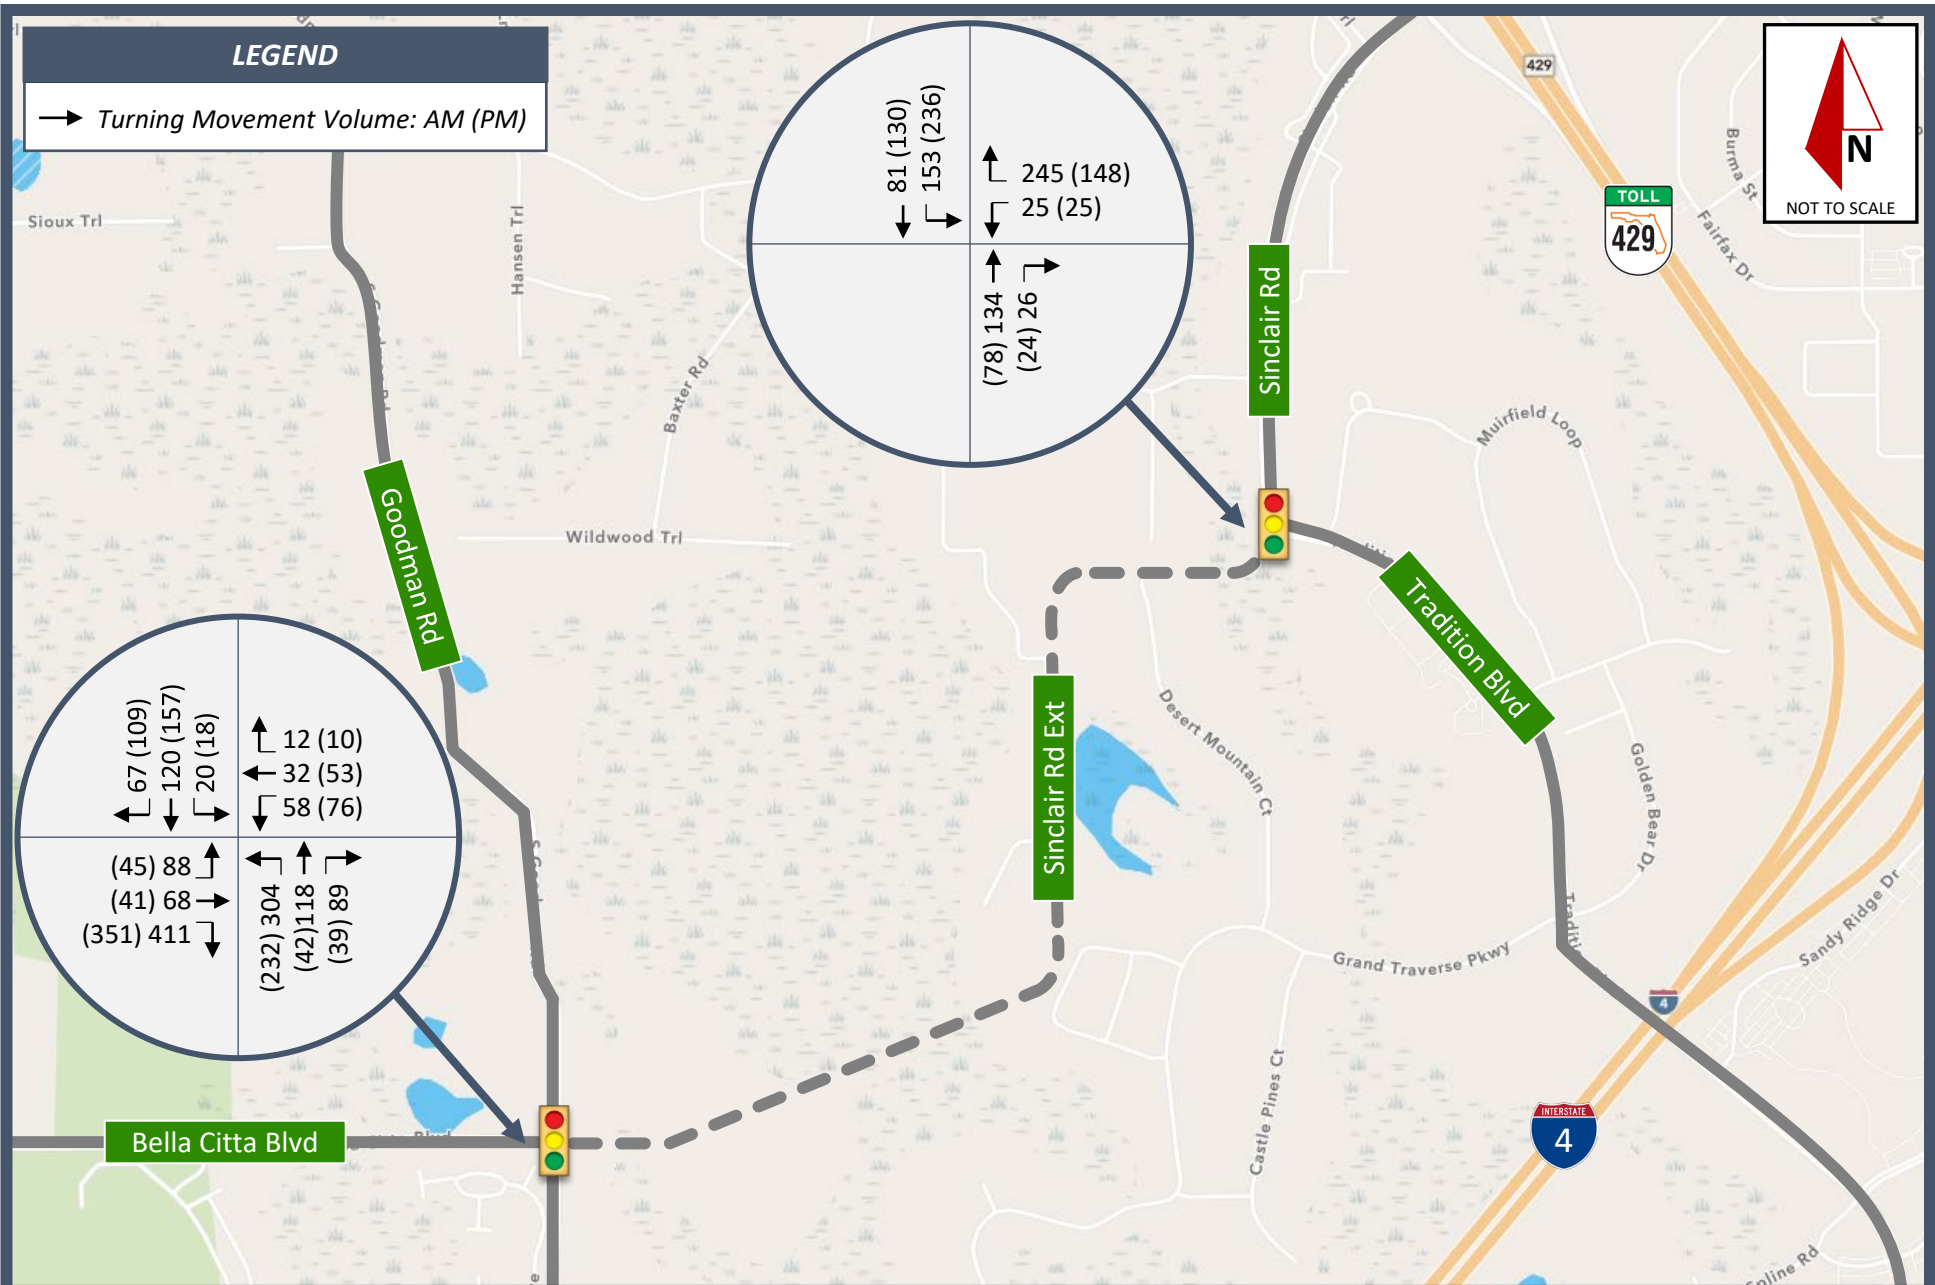 LEGEND
Turning Movement Volume: AM (PM)
429
N
NOT TO SCALE
Burma St
Fairfax Dr
TOLL
429
Sioux Trl
Hansen Trl
Baxter Rd
Wildwood Trl
81 (130)
153 (236)
245 (148)
25 (25)
(78) 134
(24) 26
Sinclair Rd
Muirfield Loop
Goodman Rd
Tradition Blvd
Sinclair Rd Ext
Desert Mountain Ct
Golden Bear Dr
67 (109)
120 (157)
20 (18)
12 (10)
32 (53)
58 (76)
(45) 88
(41) 68
(351) 411
(232) 304
(42)118
(39) 89
Grand Traverse Pkwy
Sandy Ridge Dr
4
Castle Pines Ct
Bella Citta Blvd
INTERSTATE
4